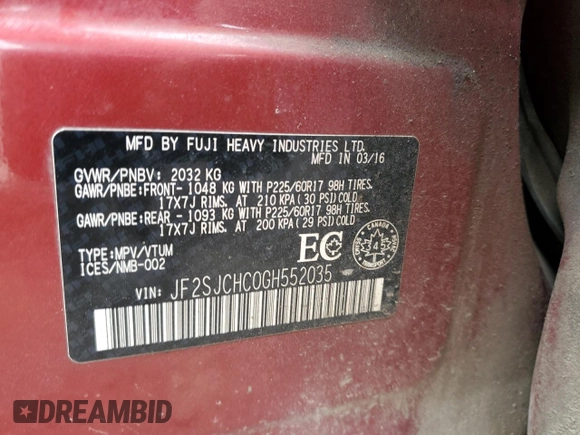 MFD BY FUJI HEAVY INDUSTRIES LTD.
MFD IN 03/16
GVWR/PNBV: 2032 KG
GAWR/PNBE:FRONT- 1048 KG WITH P225/60R17 98H TIRES.
17X7J RIMS. AT 210 KPA( 30 PSI)COLD
GAWR/PNBE:REAR - 1093 KG WITH P225/60R17 98H TIRES.
17X7J RIMS. AT 200 KPA( 29 PSI)COLD
TYPE:MPV/VTUM
ICES/NMB-002
EC
CANADA
45
VIN: JF2SJCHC0GH552035
DREAMBID